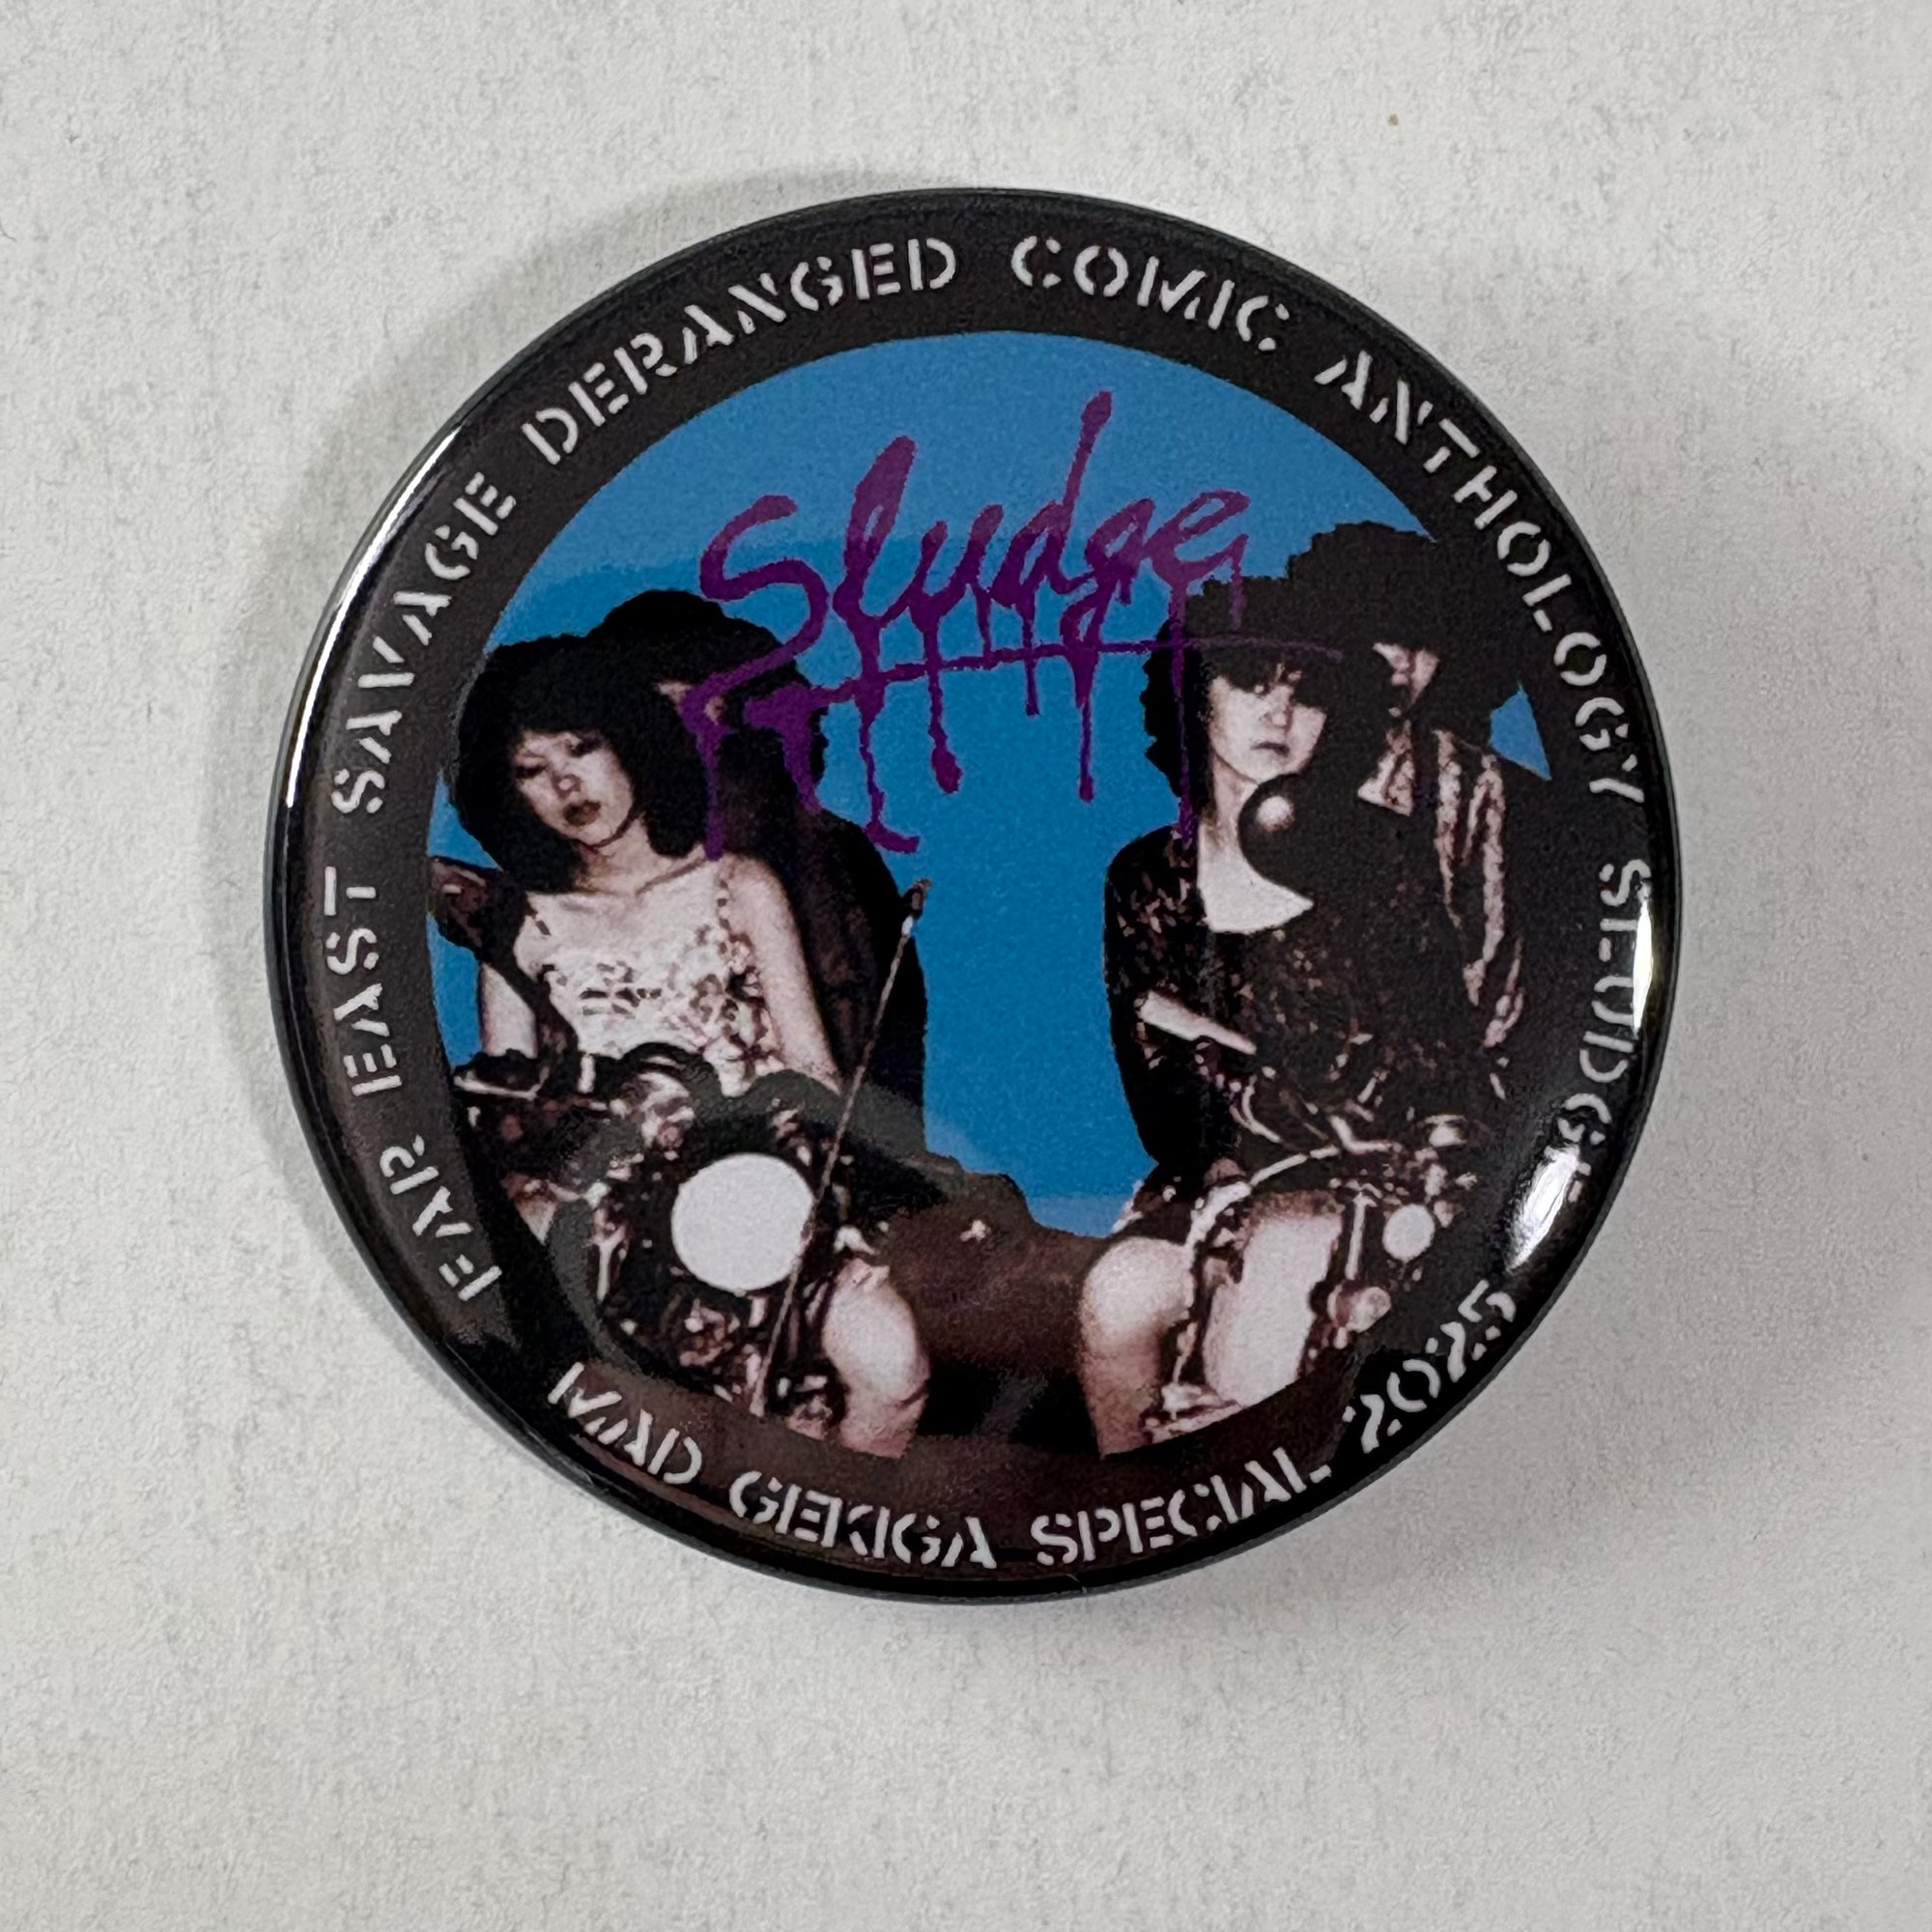 FAR EAST SAVAGE DERANGED COMIC ANTHOLOGY SLUDGE
Sludge
MAD GEKIGA SPECIAL 2025